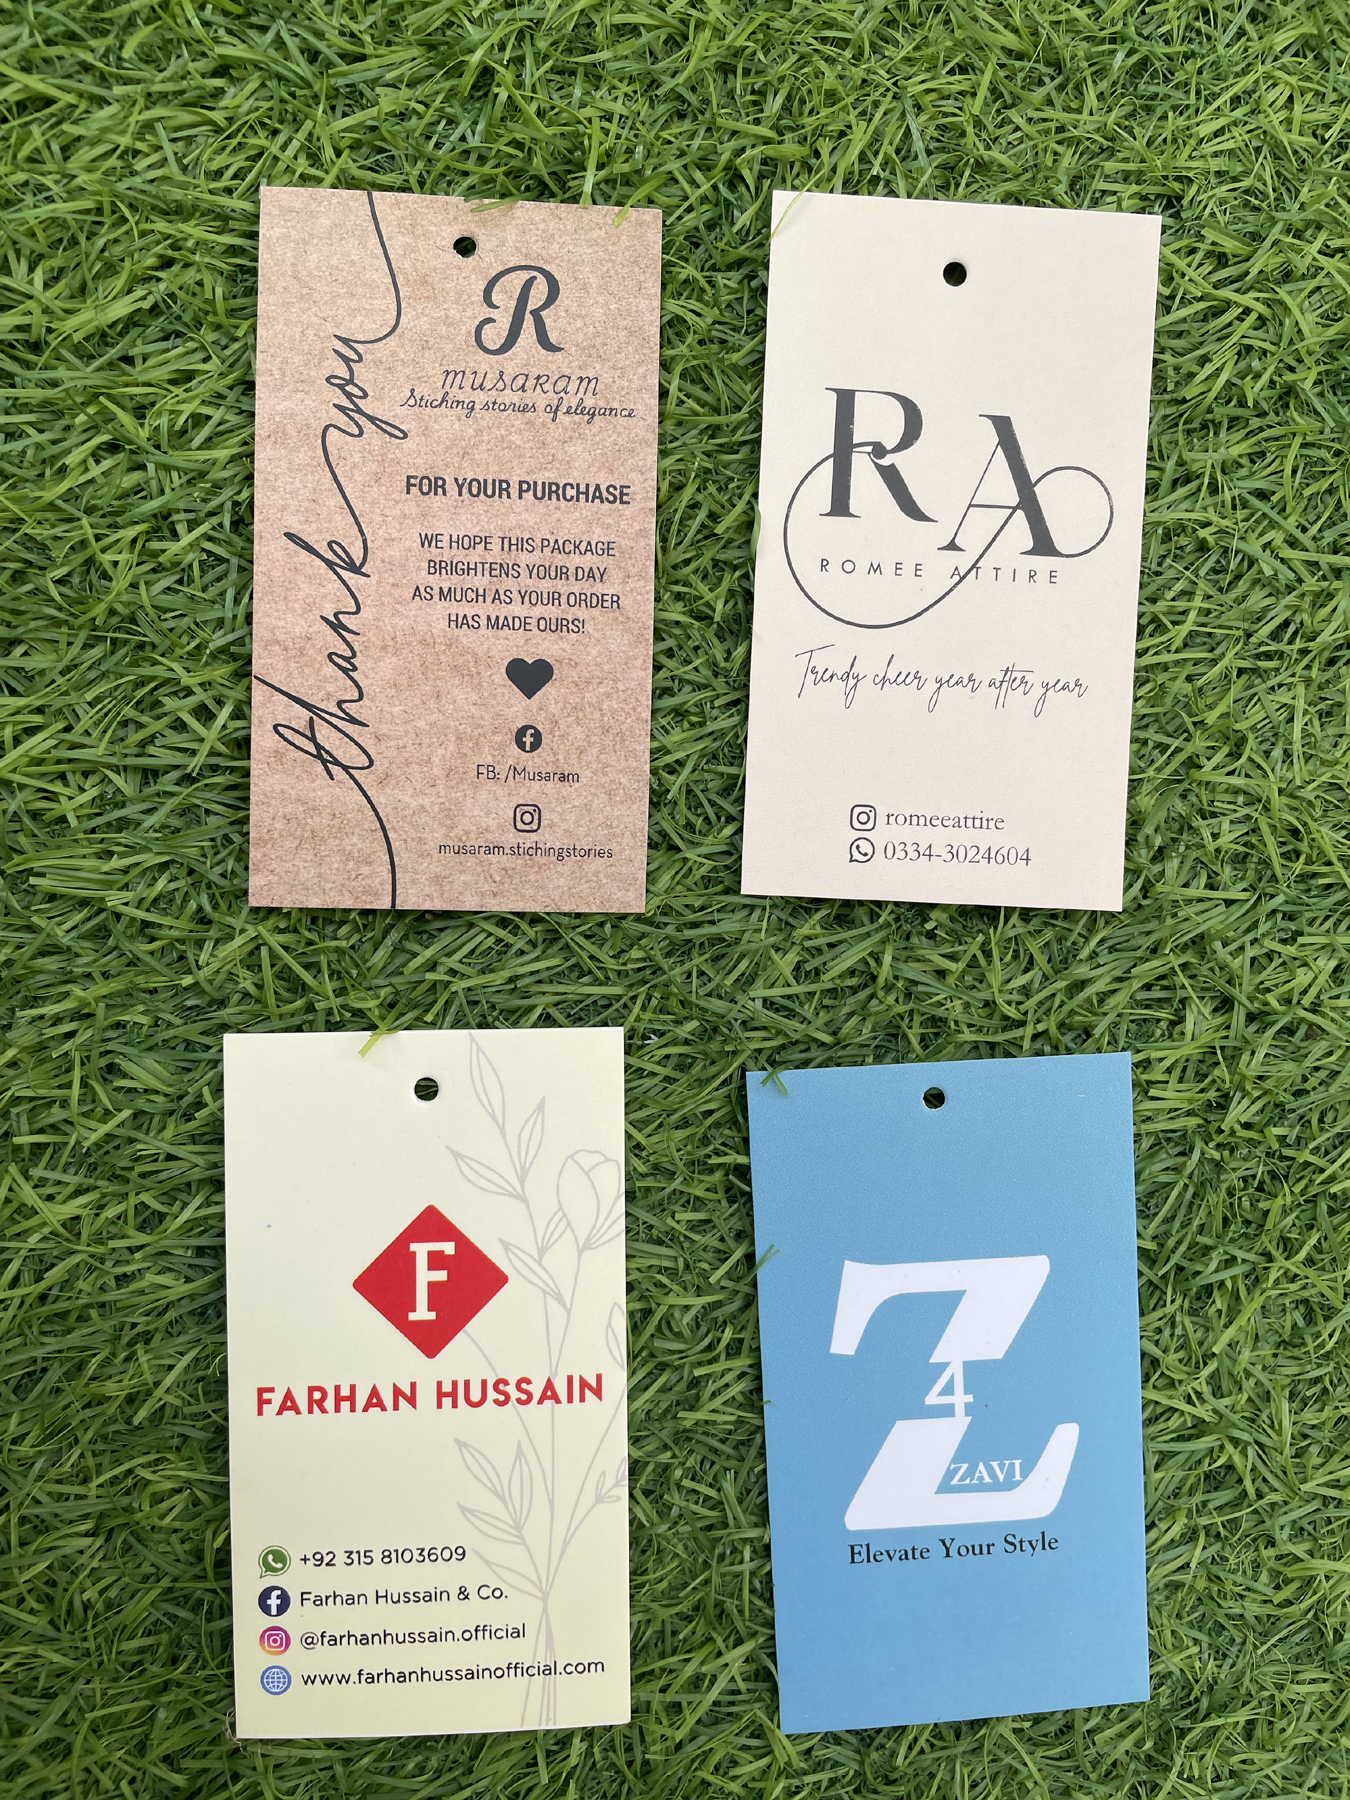 thank you
R
musaram
Stiching stories of elegance
FOR YOUR PURCHASE
WE HOPE THIS PACKAGE
BRIGHTENS YOUR DAY
AS MUCH AS YOUR ORDER
HAS MADE OURS!
FB: /Musaram
musaram.stichingstories
RA
ROMEE ATTIRE
Trendy cheer year after year
romeeattire
0334-3024604
F
FARHAN HUSSAIN
+92 315 8103609
Farhan Hussain & Co.
@farhanhussain.official
www.farhanhussainofficial.com
Z
4
ZAVI
Elevate Your Style